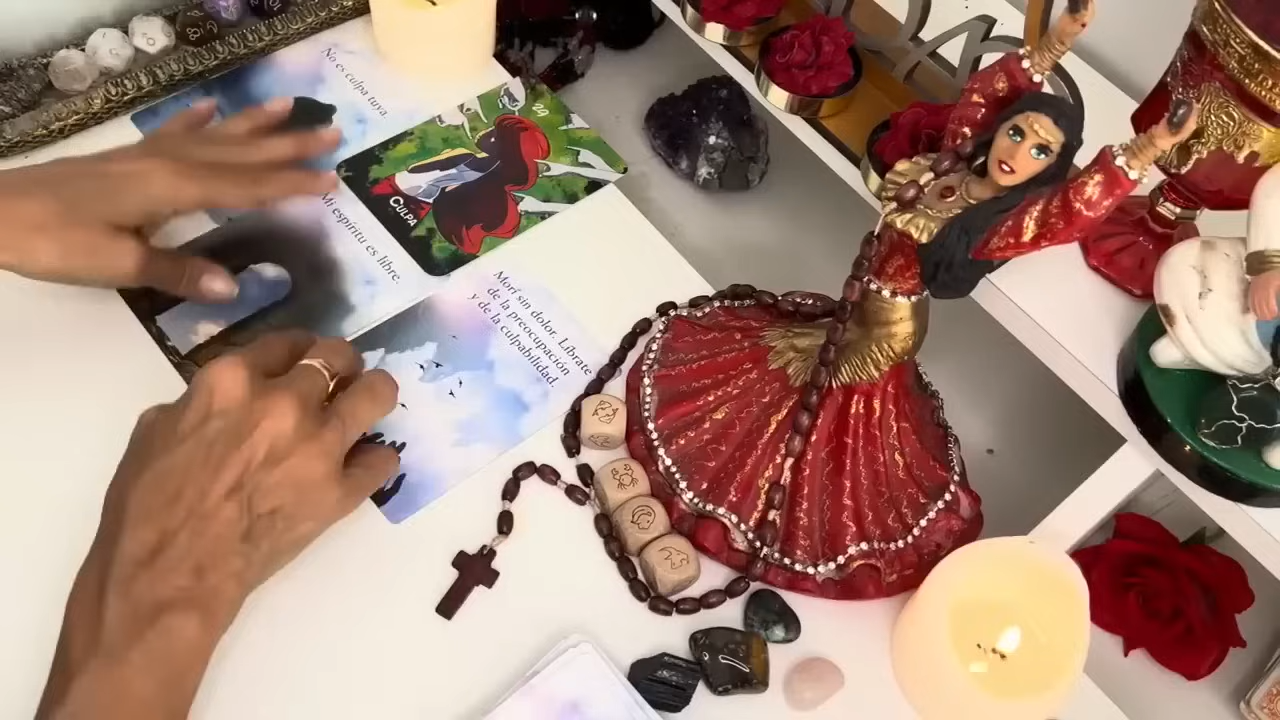 No es culpa tuya.
29
CULPA
Mi espíritu es libre.
Morí sin dolor. Líbrate
de la preocupación
y de la culpabilidad.